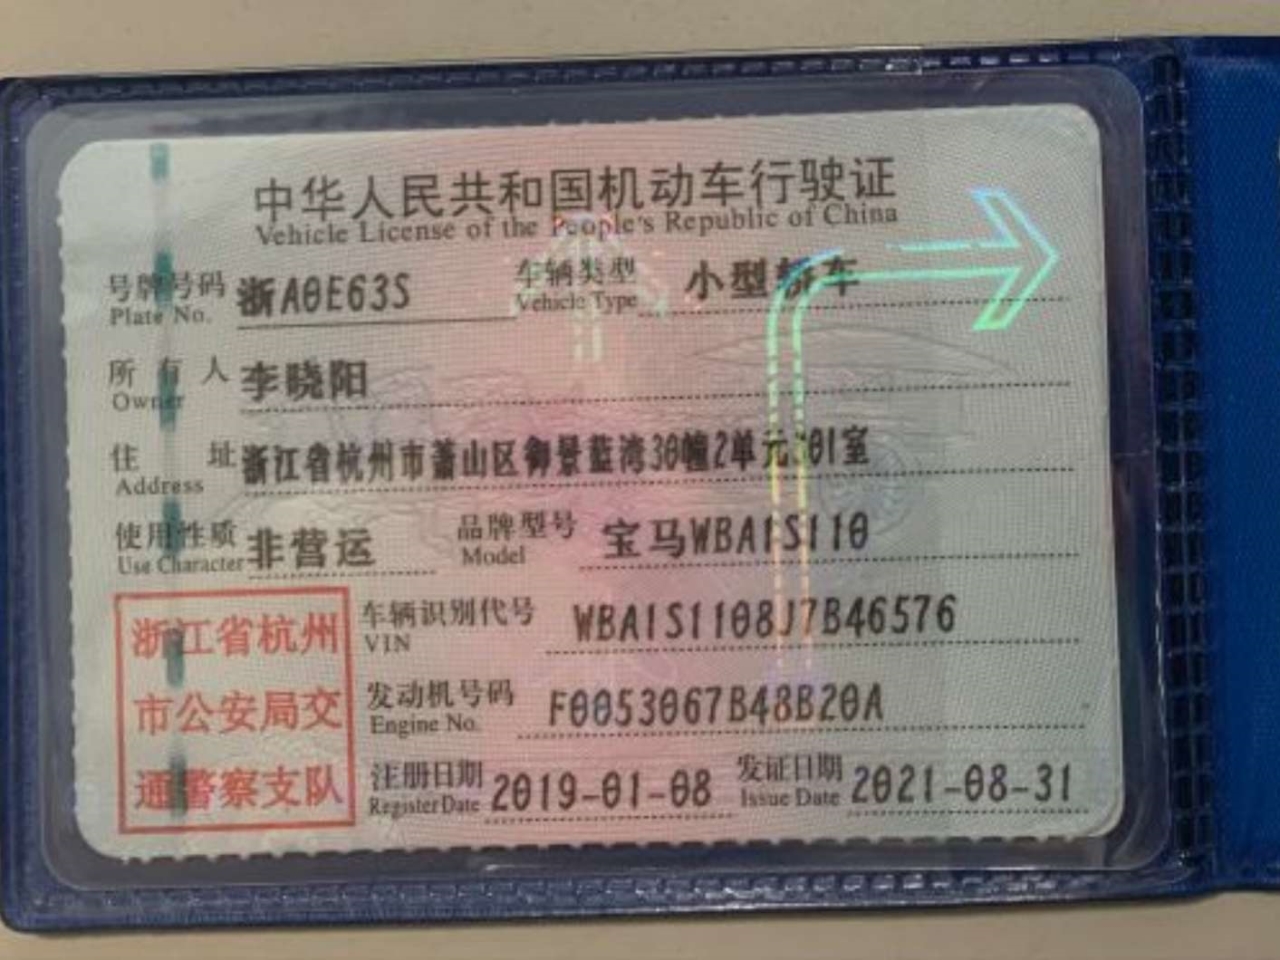 中华人民共和国机动车行驶证
Vehicle License of the People's Republic of China
号牌号码 浙A0E63S 车辆类型 小型轿车
Plate No. Vehicle Type
所有人 李晓阳
Owner
住址 浙江省杭州市萧山区御景蓝湾30幢2单元301室
Address
使用性质 非营运 品牌型号 宝马WBA1S110
Use Character Model
浙江省杭州
市公安局交
通警察支队
车辆识别代号 WBA1S1108J7B46576
VIN
发动机号码 F0053067B48B20A
Engine No.
注册日期 2019-01-08 发证日期 2021-08-31
Register Date Issue Date